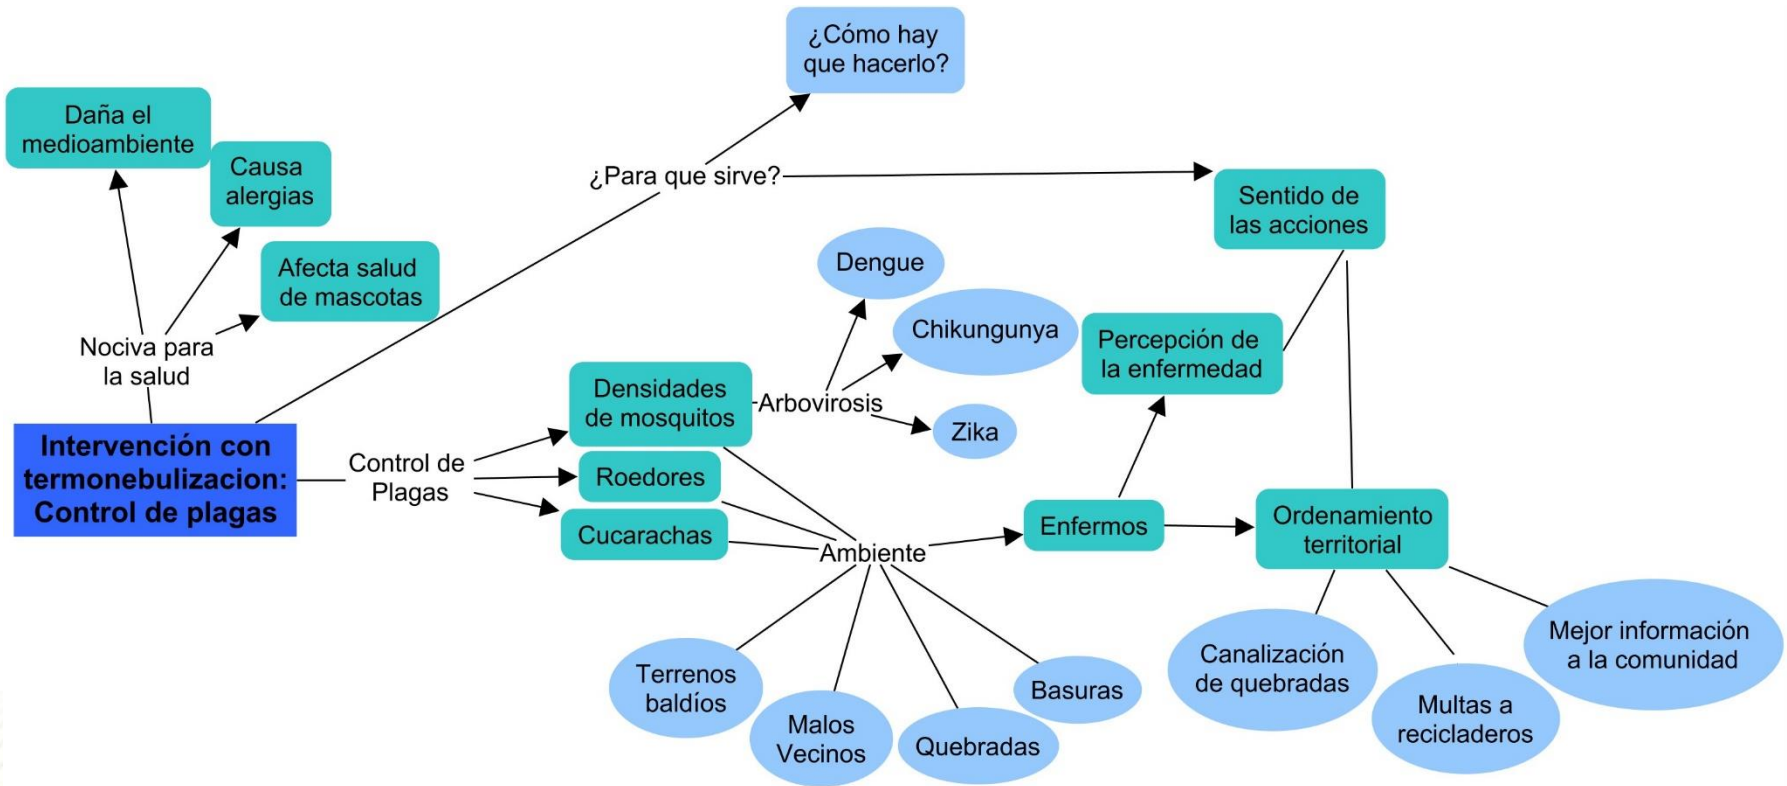 ¿Cómo hay
que hacerlo?
Daña el
medioambiente
Causa
alergias
¿Para que sirve?
Sentido de
las acciones
Afecta salud
de mascotas
Dengue
Chikungunya
Nociva para
la salud
Percepción de
la enfermedad
Densidades
de mosquitos
Arbovirosis
Zika
Intervención con
termonebulizacion:
Control de plagas
Control de
Plagas
Roedores
Cucarachas
Ambiente
Enfermos
Ordenamiento
territorial
Terrenos
baldíos
Malos
Vecinos
Quebradas
Basuras
Canalización
de quebradas
Multas a
recicladeros
Mejor información
a la comunidad